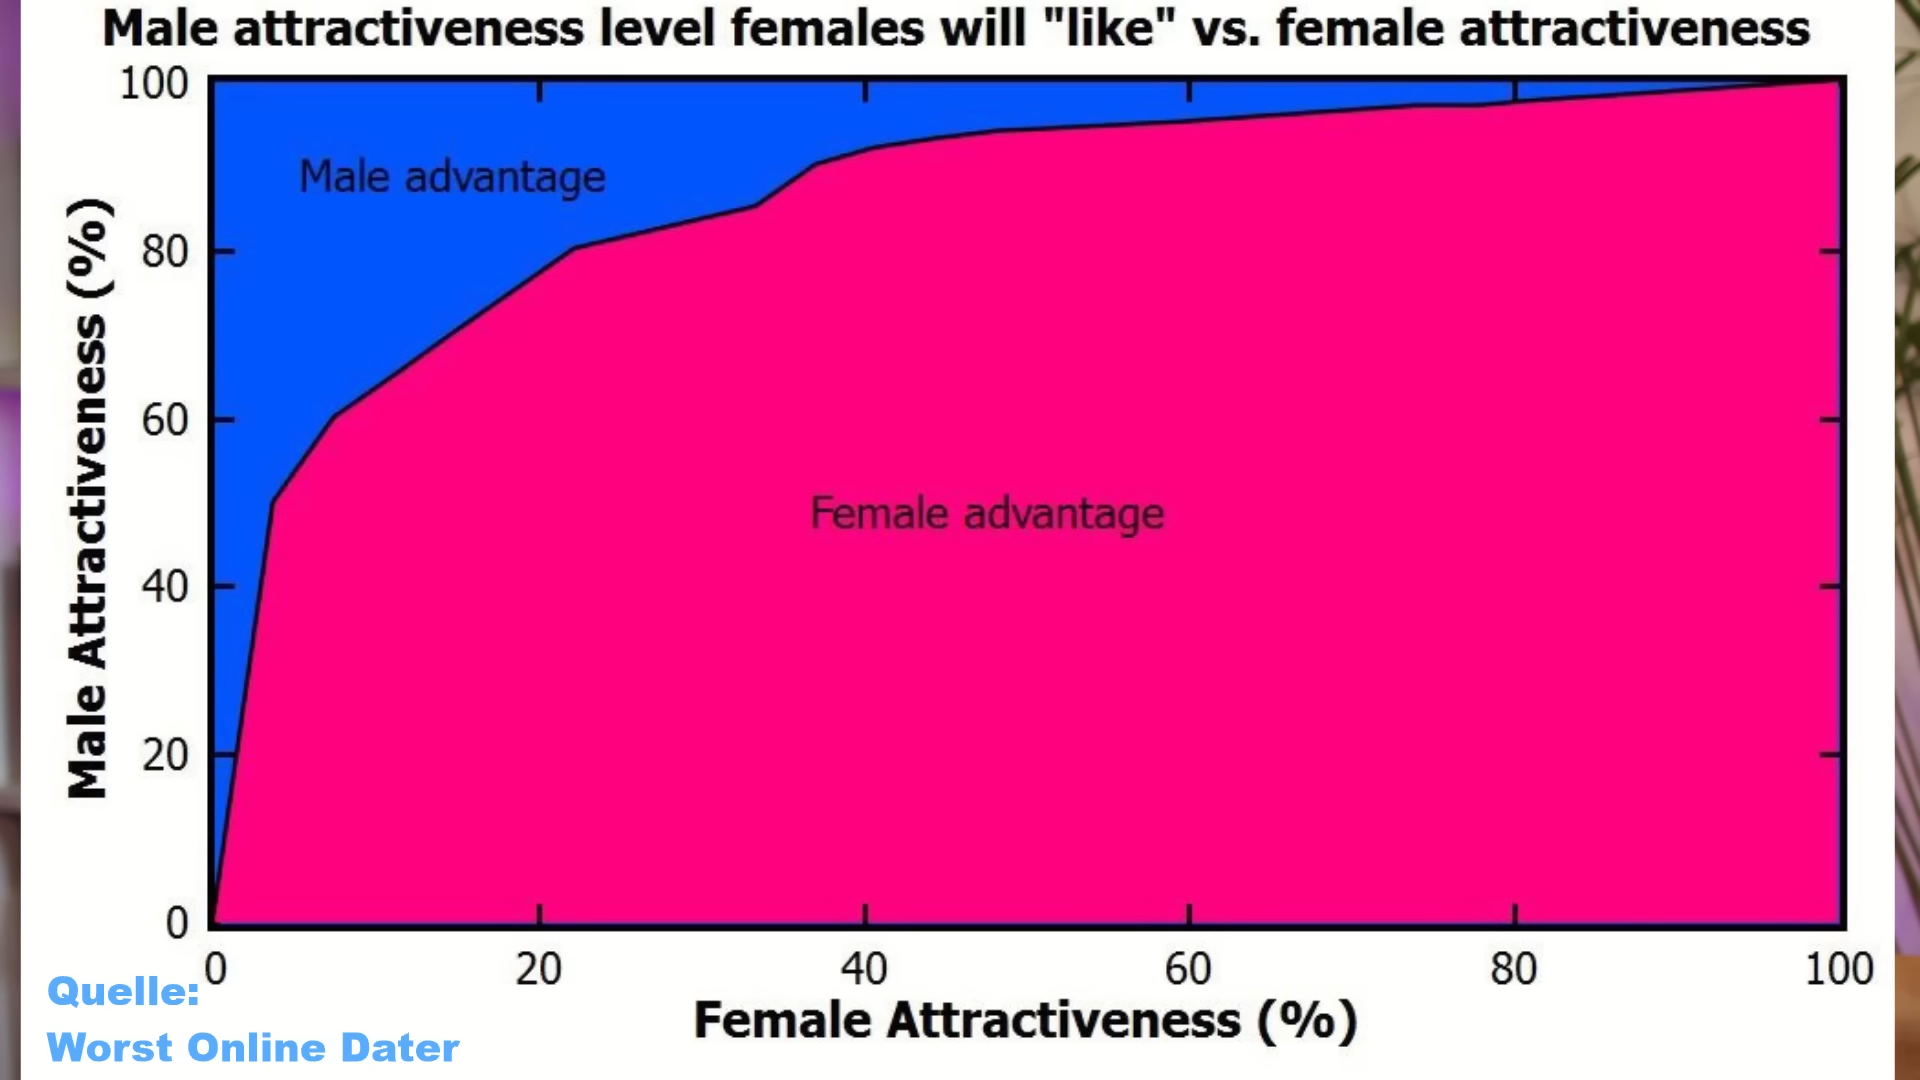 Male attractiveness level females will "like" vs. female attractiveness
100
Male advantage
80
60
Male Attractiveness (%)
Female advantage
40
20
0
0 20 40 60 80 100
Female Attractiveness (%)
Quelle:
Worst Online Dater